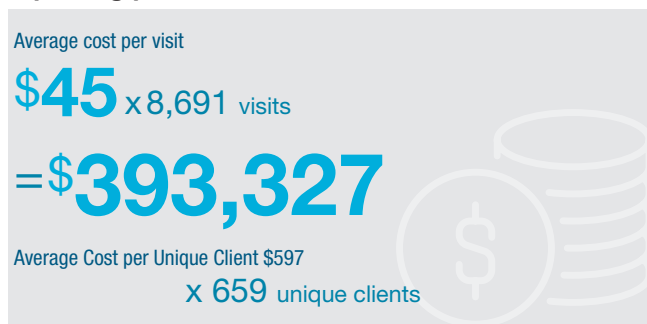 Average cost per visit
$45 x 8,691 visits
=$393,327
Average Cost per Unique Client $597
x 659 unique clients